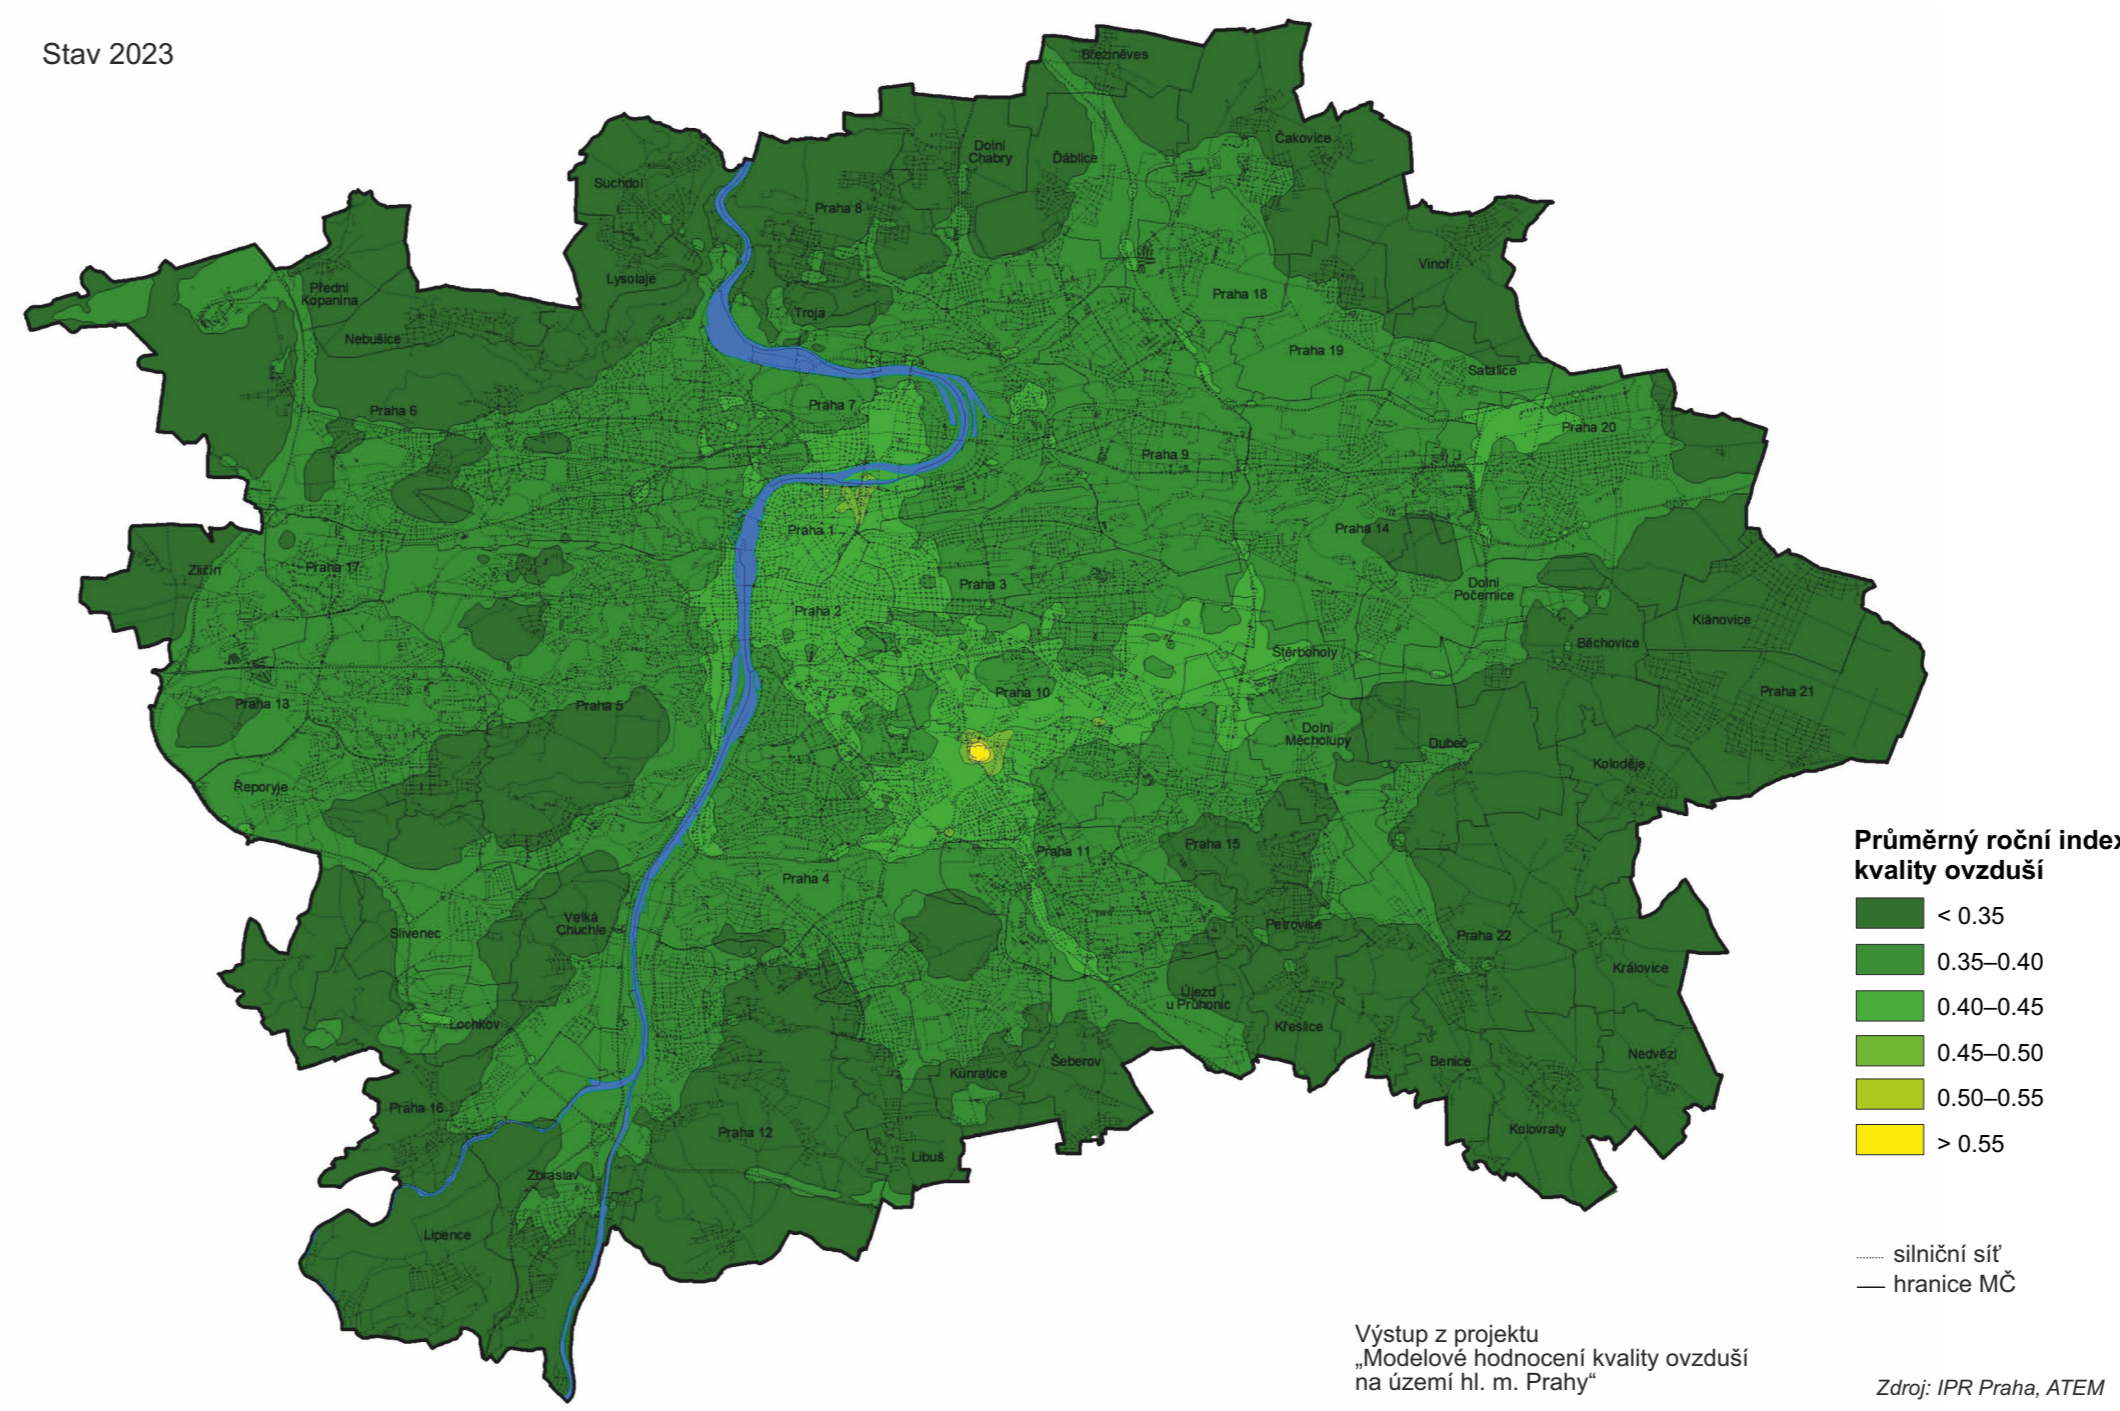 Stav 2023
Březiněves
Čakovice
Dolní
Chabry
Ďáblice
Suchdol
Praha 8
Vinoř
Lysolaje
Přední
Kopanina
Praha 18
Troja
Nebušice
Praha 19
Satalice
Praha 7
Praha 6
Praha 20
Praha 9
Praha 1
Praha 14
Zličín
Praha 17
Praha 3
Dolní
Počernice
Praha 2
Klánovice
Běchovice
Štěrboholy
Praha 10
Praha 21
Praha 13
Praha 5
Dolní
Měcholupy
Dubeč
Koloděje
Řeporyje
Praha 15
Praha 11
Praha 4
Velká
Chuchle
Slivenec
Petrovice
Praha 22
Královice
Újezd
u Průhonic
Lochkov
Křeslice
Šeberov
Benice
Nedvězí
Kunratice
Praha 16
Praha 12
Kolovraty
Libuš
Zbraslav
Lipence
Průměrný roční index
kvality ovzduší
< 0.35
0.35–0.40
0.40–0.45
0.45–0.50
0.50–0.55
> 0.55
silniční síť
hranice MČ
Výstup z projektu
„Modelové hodnocení kvality ovzduší
na území hl. m. Prahy“
Zdroj: IPR Praha, ATEM